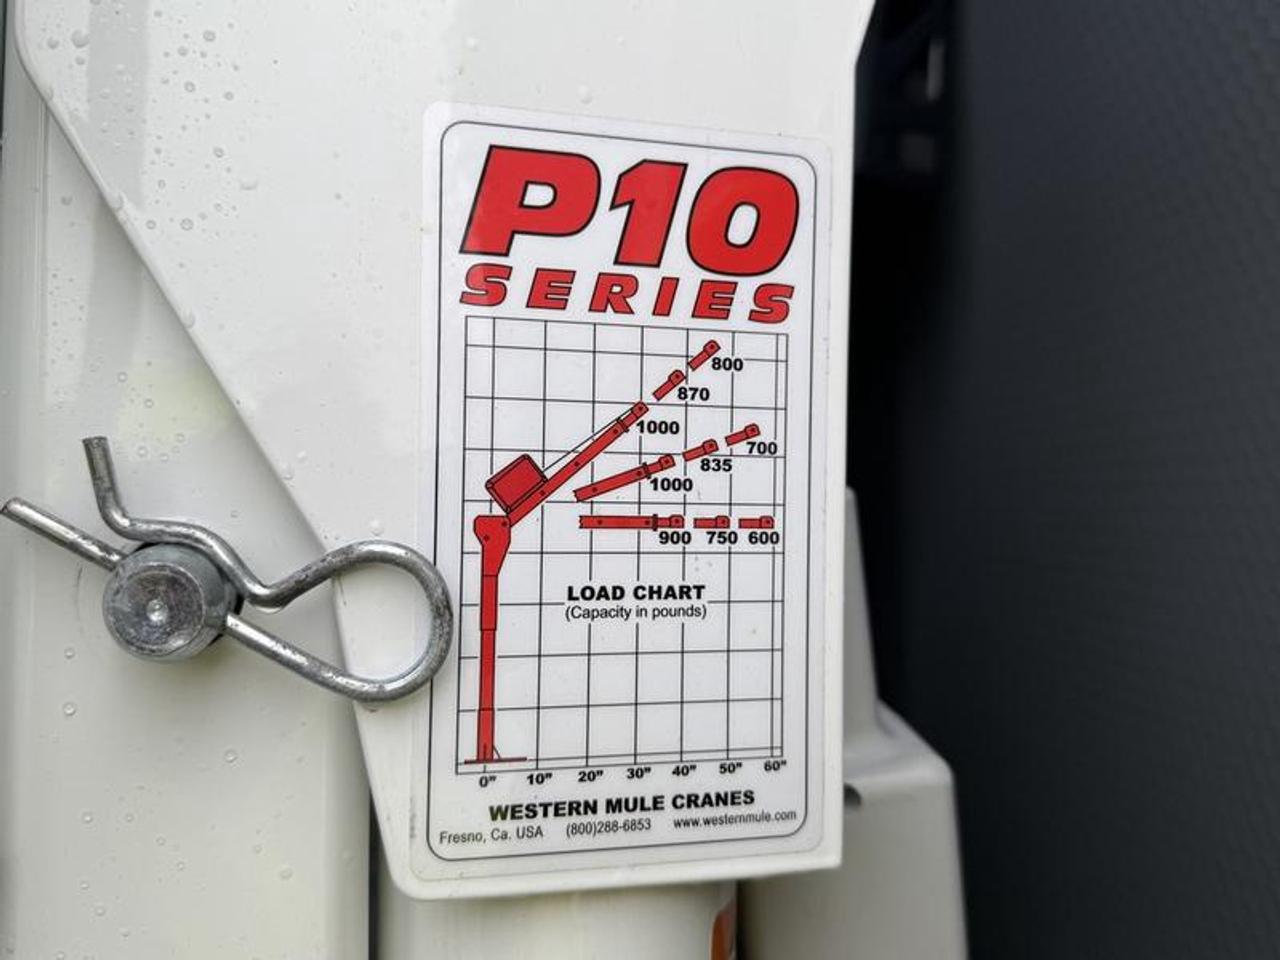 P10
SERIES
800
870
1000
700
835
1000
900 750 600
LOAD CHART
(Capacity in pounds)
0" 10" 20" 30" 40" 50" 60"
WESTERN MULE CRANES
Fresno, Ca. USA (800)288-6853 www.westernmule.com